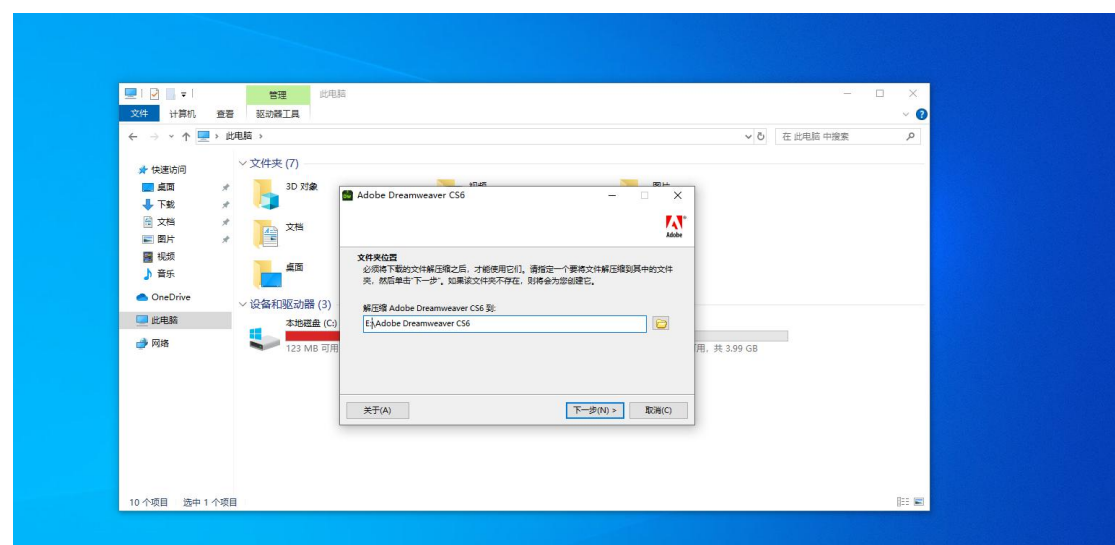 管理
此电脑
文件
计算机
查看
驱动器工具
此电脑
在 此电脑 中搜索
快速访问
桌面
下载
文档
图片
视频
音乐
OneDrive
此电脑
网络
文件夹 (7)
3D 对象
文档
桌面
设备和驱动器 (3)
本地磁盘 (C:)
123 MB 可用
用, 共 3.99 GB
Adobe Dreamweaver CS6
Adobe
文件夹位置
必须将下载的文件解压缩之后，才能使用它们。请指定一个要将文件解压缩到其中的文件
夹，然后单击“下一步”。如果该文件夹不存在，则将会为您创建它。
解压缩 Adobe Dreamweaver CS6 到:
E:\Adobe Dreamweaver CS6
关于(A)
下一步(N) >
取消(C)
10 个项目
选中 1 个项目